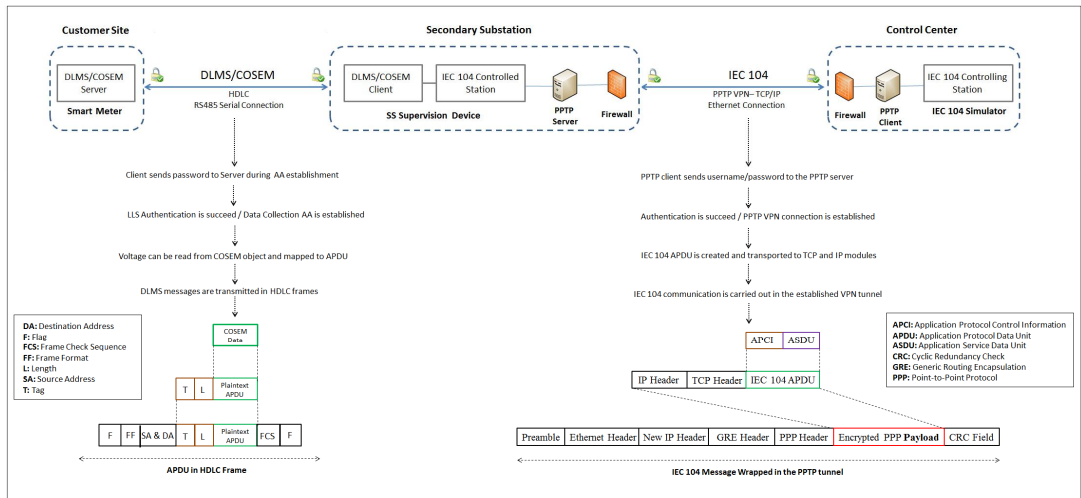 Customer Site
Secondary Substation
Control Center
DLMS/COSEM
Server
Smart Meter
DLMS/COSEM
HDLC
RS485 Serial Connection
DLMS/COSEM
Client
IEC 104 Controlled
Station
SS Supervision Device
PPTP
Server
Firewall
IEC 104
PPTP VPN– TCP/IP
Ethernet Connection
Firewall
PPTP
Client
IEC 104 Controlling
Station
IEC 104 Simulator
Client sends password to Server during AA establishment
LLS Authentication is succeed / Data Collection AA is established
Voltage can be read from COSEM object and mapped to APDU
DLMS messages are transmitted in HDLC frames
PPTP client sends username/password to the PPTP server
Authentication is succeed / PPTP VPN connection is established
IEC 104 APDU is created and transported to TCP and IP modules
IEC 104 communication is carried out in the established VPN tunnel
DA: Destination Address
F: Flag
FCS: Frame Check Sequence
FF: Frame Format
L: Length
SA: Source Address
T: Tag
COSEM
Data
T L Plaintext
APDU
F FF SA & DA T L Plaintext
APDU FCS F
APDU in HDLC Frame
APCI ASDU
IP Header TCP Header IEC 104 APDU
Preamble Ethernet Header New IP Header GRE Header PPP Header Encrypted PPP Payload CRC Field
IEC 104 Message Wrapped in the PPTP tunnel
APCI: Application Protocol Control Information
APDU: Application Protocol Data Unit
ASDU: Application Service Data Unit
CRC: Cyclic Redundancy Check
GRE: Generic Routing Encapsulation
PPP: Point-to-Point Protocol